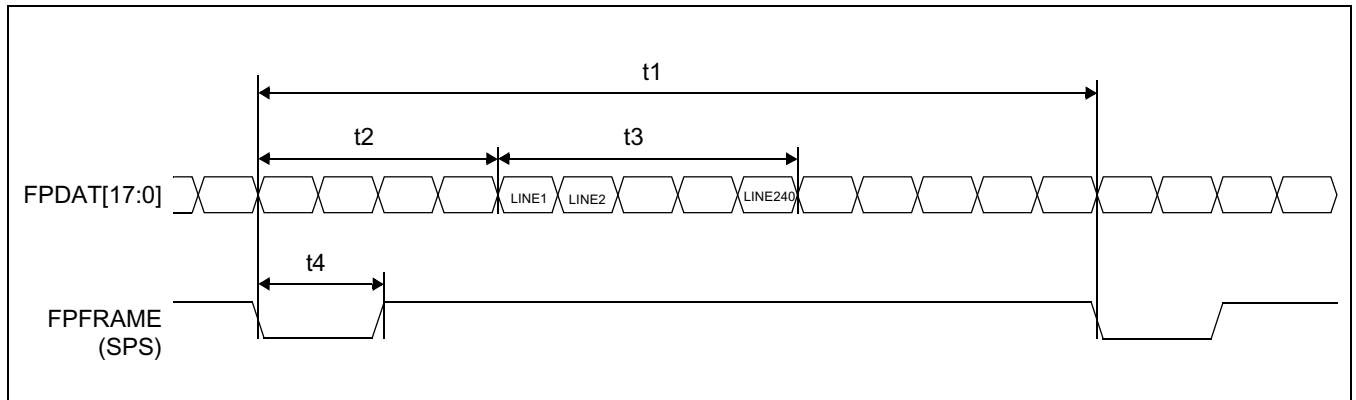 t1
t2
t3
FPDAT[17:0]
LINE1
LINE2
LINE240
t4
FPFRAME
(SPS)